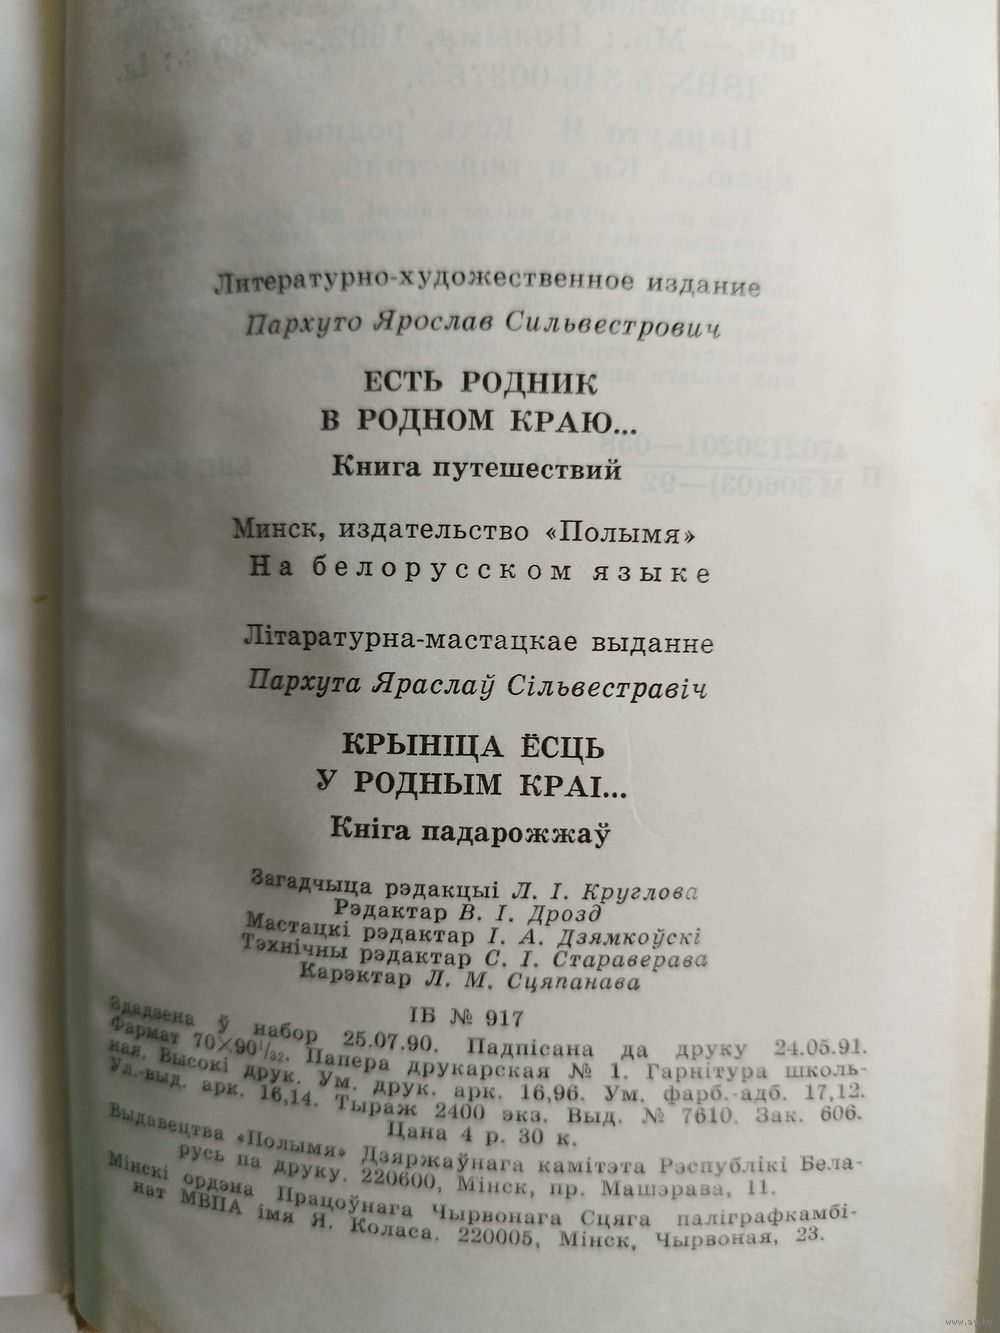 Литературно-художественное издание
Пархуто Ярослав Сильвестрович
ЕСТЬ РОДНИК
В РОДНОМ КРАЮ...
Книга путешествий
Минск, издательство «Полымя»
На белорусском языке
Літаратурна-мастацкае выданне
Пархута Яраслаў Сільвестравіч
КРЫНІЦА ЁСЦЬ
У РОДНЫМ КРАІ...
Кніга падарожжаў
Загадчыца рэдакцыі Л. І. Круглова
Рэдактар В. І. Дрозд
Мастацкі рэдактар І. А. Дзямкоўскі
Тэхнічны рэдактар С. І. Стараверава
Карэктар Л. М. Сцяпанава
ІБ № 917
Здадзена ў набор 25.07.90. Падпісана да друку 24.05.91.
Фармат 70×90¹/₃₂. Папера друкарская № 1. Гарнітура школь-
ная. Высокі друк. Ум. друк. арк. 16,96. Ум. фарб.-адб. 17,12.
Ул.-выд. арк. 16,14. Тыраж 2400 экз. Выд. № 7610. Зак. 606.
Цана 4 р. 30 к.
Выдавецтва «Полымя» Дзяржаўнага камітэта Рэспублікі Бела-
русь па друку. 220600, Мінск, пр. Машэрава, 11.
Мінскі ордэна Працоўнага Чырвонага Сцяга паліграфкамбі-
нат МВПА імя Я. Коласа. 220005, Мінск, Чырвоная, 23.
www.ay.by